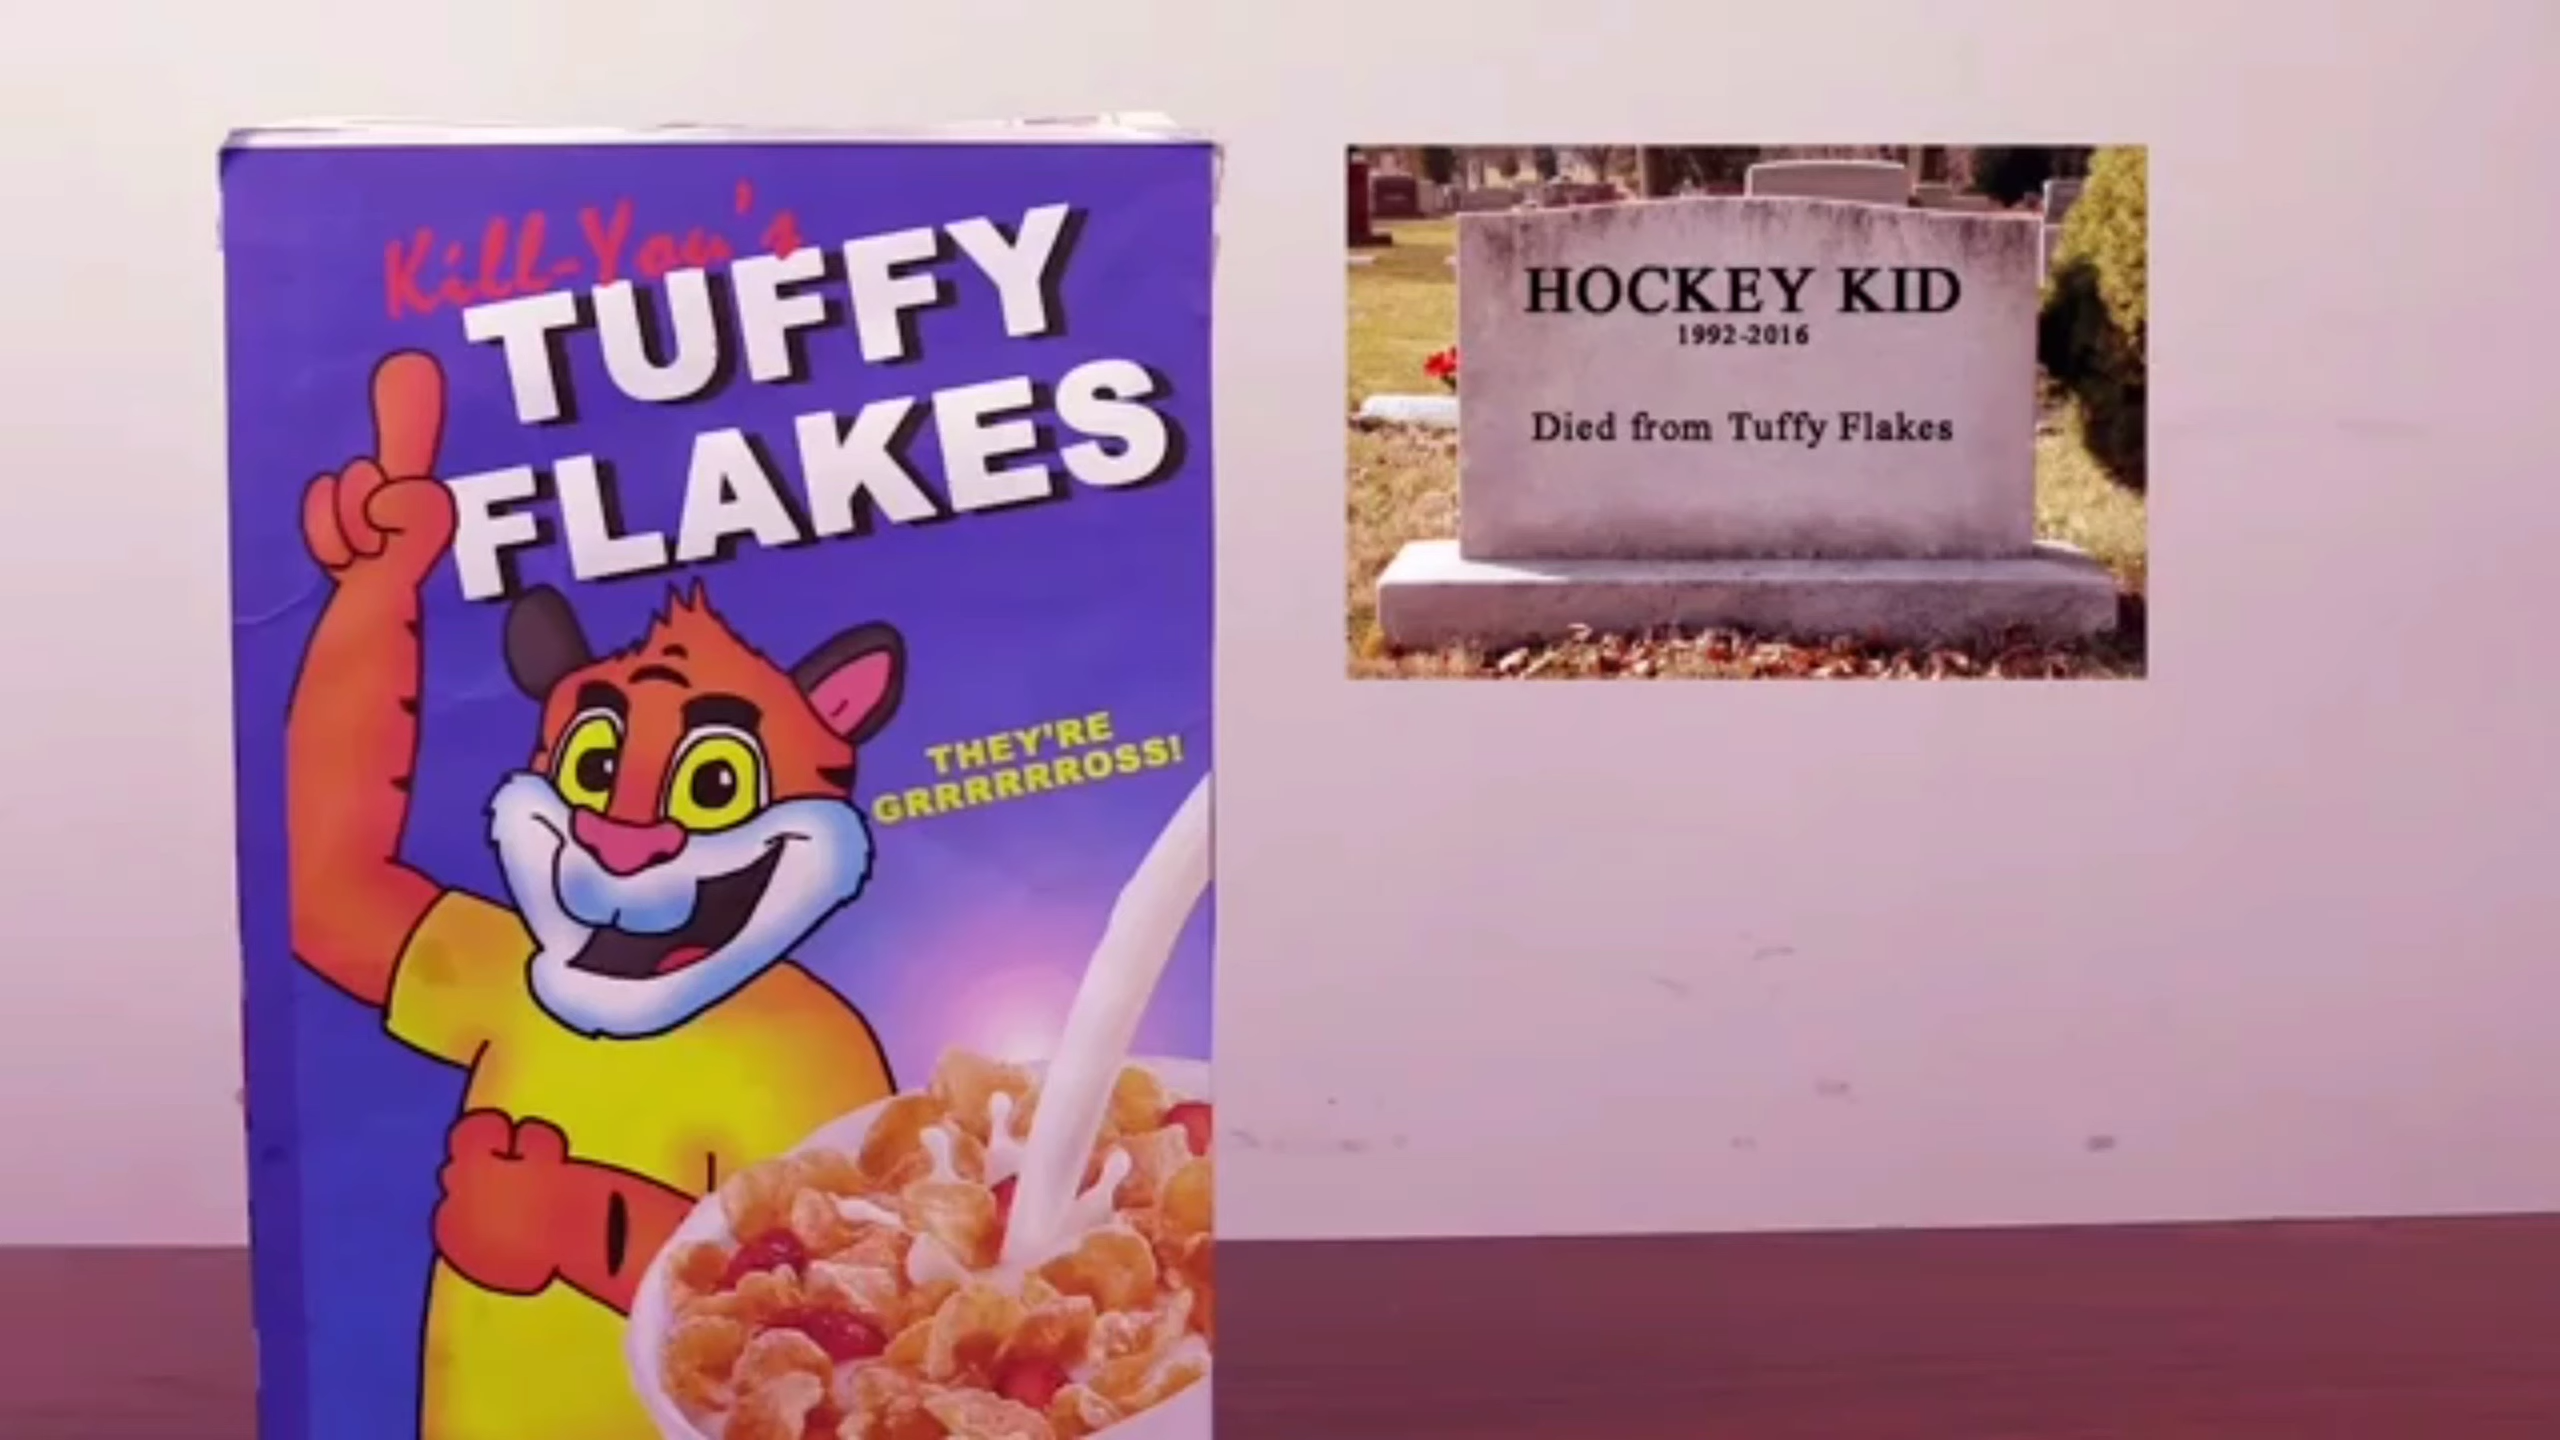 Kill-You's
TUFFY
FLAKES
THEY'RE
GRRRRRROSS!
HOCKEY KID
1992-2016
Died from Tuffy Flakes